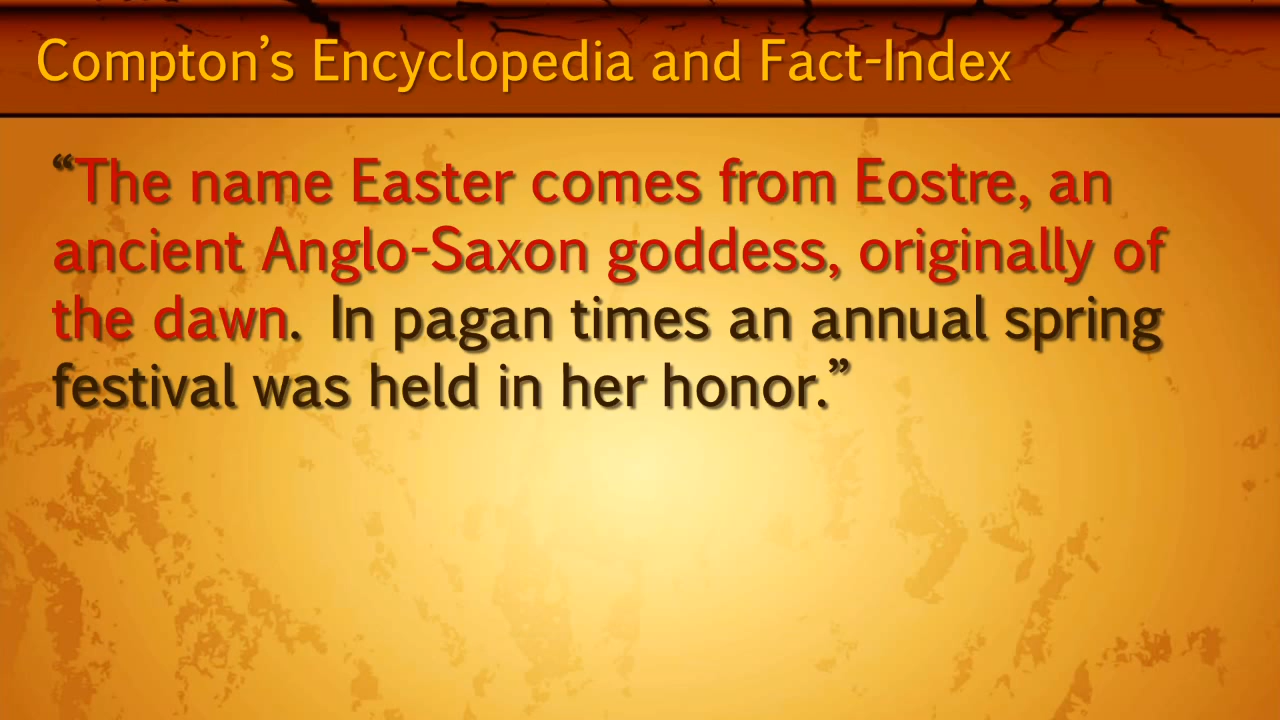 Compton’s Encyclopedia and Fact-Index
“The name Easter comes from Eostre, an
ancient Anglo-Saxon goddess, originally of
the dawn.  In pagan times an annual spring
festival was held in her honor.”